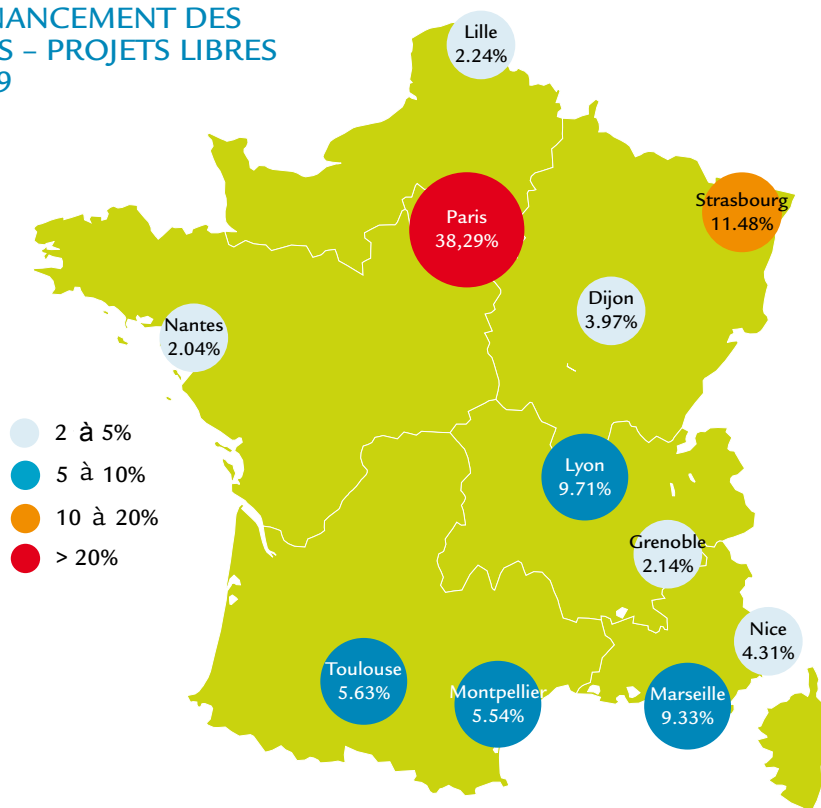 NANCEMENT DES
S – PROJETS LIBRES
9
Lille
2.24%
Paris
38,29%
Strasbourg
11.48%
Dijon
3.97%
Nantes
2.04%
2 à 5%
5 à 10%
10 à 20%
> 20%
Lyon
9.71%
Grenoble
2.14%
Nice
4.31%
Toulouse
5.63%
Montpellier
5.54%
Marseille
9.33%